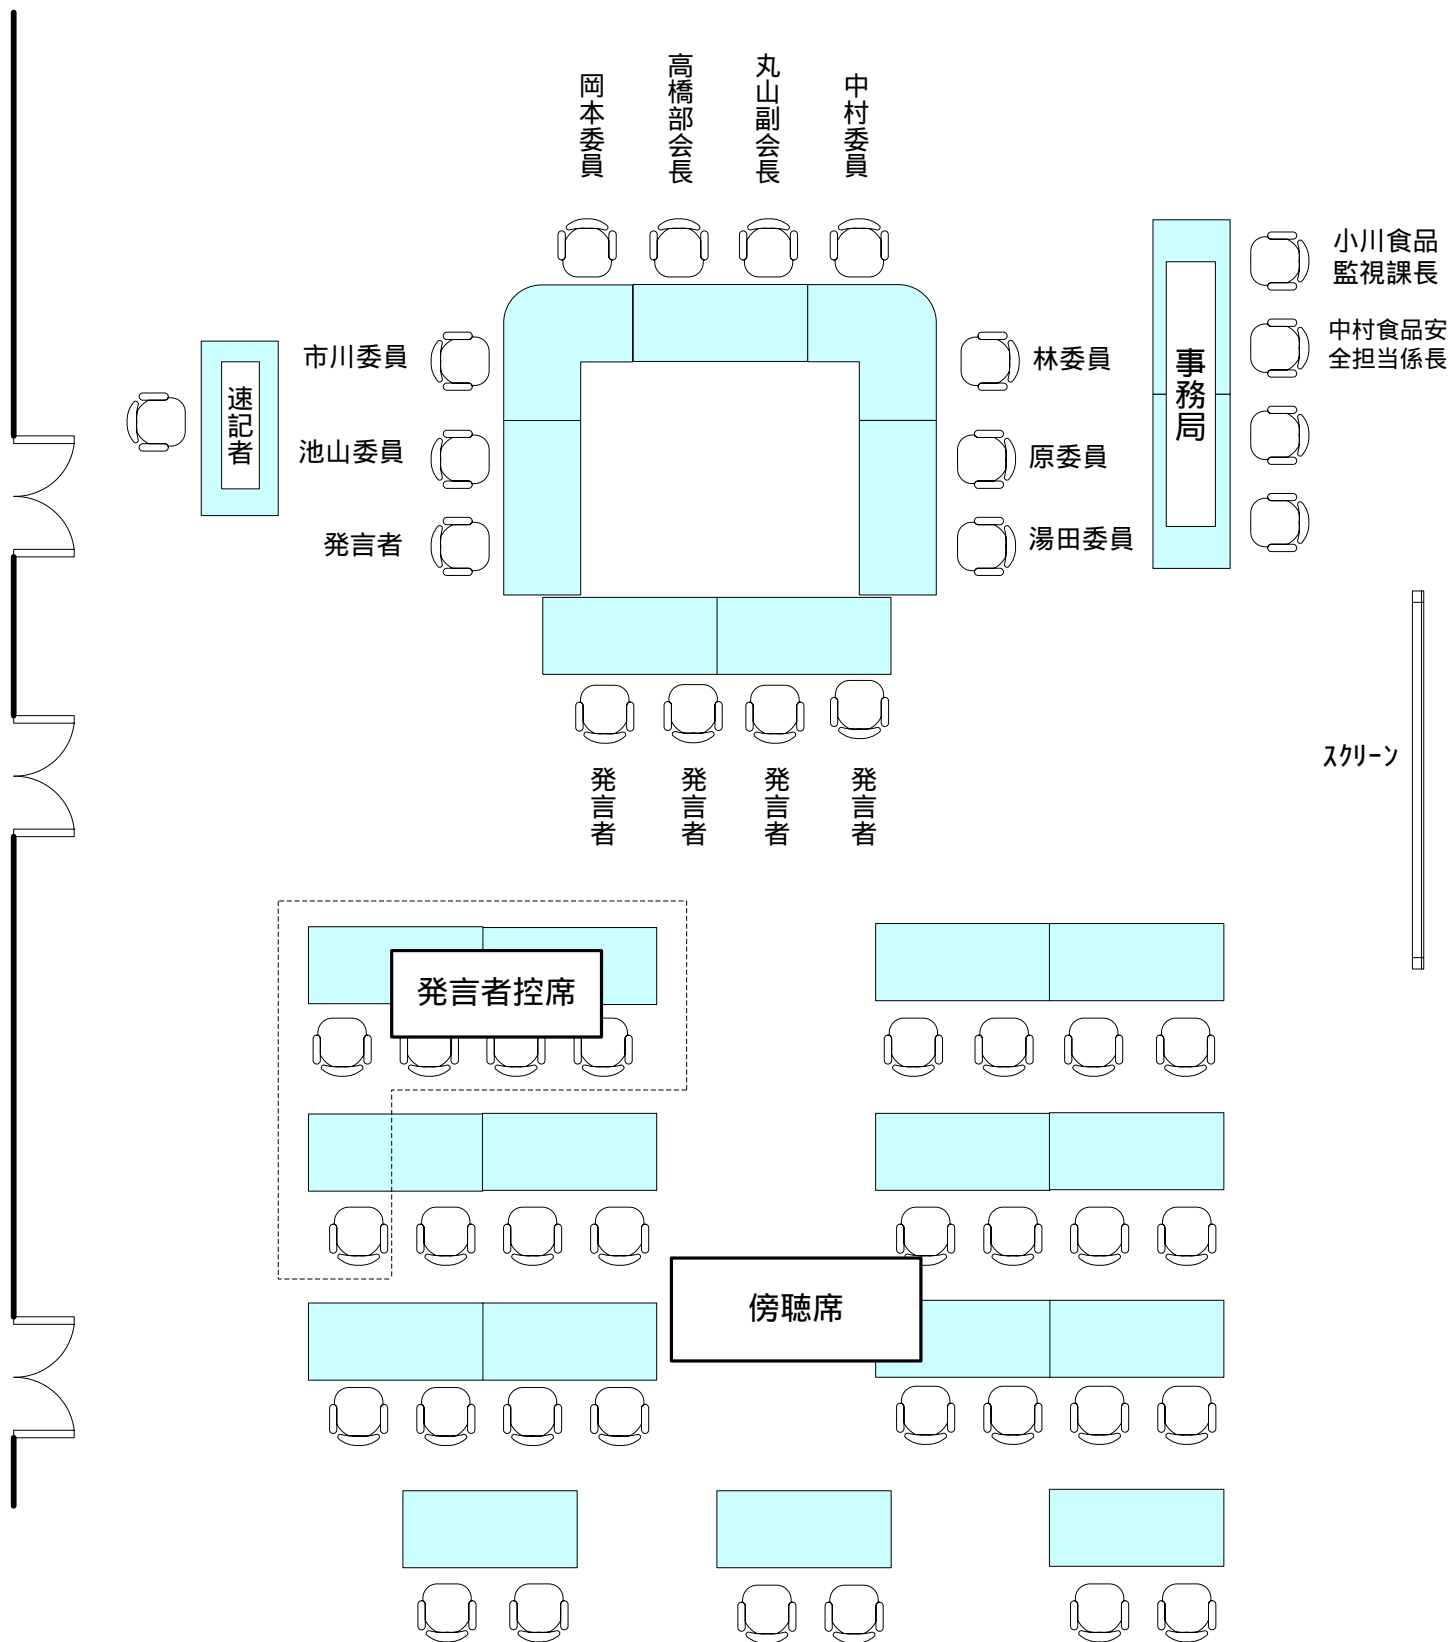 岡本委員
高橋部会長
丸山副会長
中村委員
小川食品
監視課長
中村食品安
全担当係長
事務局
市川委員
林委員
速記者
池山委員
原委員
発言者
湯田委員
発言者
発言者
発言者
発言者
ｽｸﾘｰﾝ
発言者控席
傍聴席